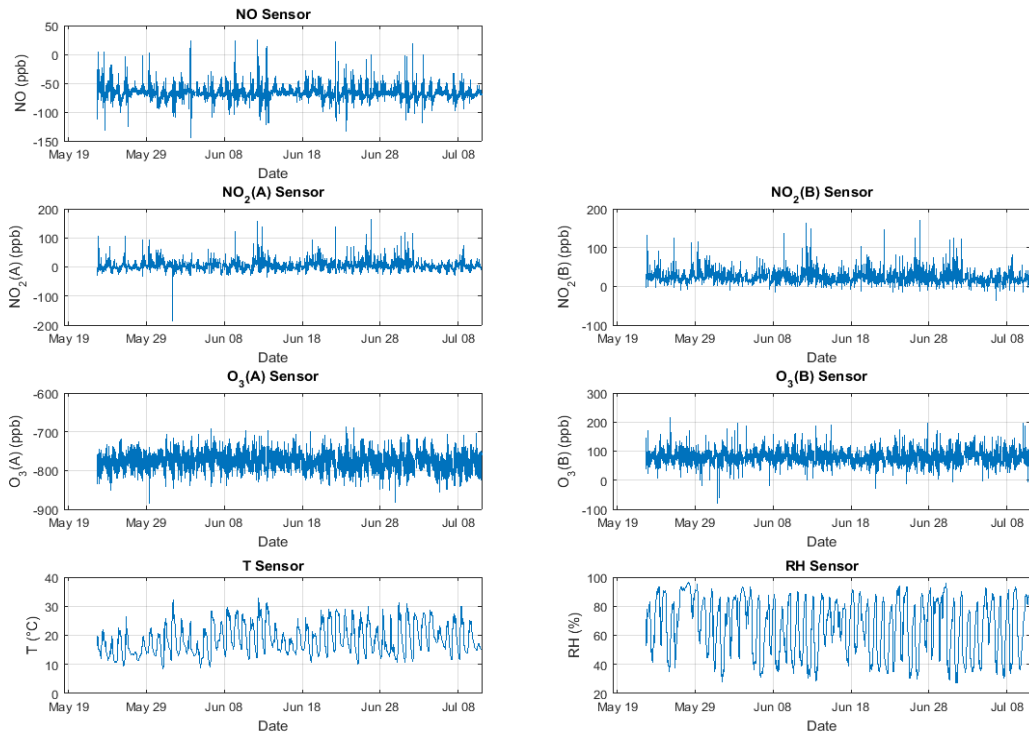 NO Sensor
NO (ppb)
50
0
-50
-100
-150
May 19 May 29 Jun 08 Jun 18 Jun 28 Jul 08
Date
NO2(A) Sensor
NO2(A) (ppb)
200
100
0
-100
-200
May 19 May 29 Jun 08 Jun 18 Jun 28 Jul 08
Date
NO2(B) Sensor
NO2(B) (ppb)
200
100
0
-100
May 19 May 29 Jun 08 Jun 18 Jun 28 Jul 08
Date
O3(A) Sensor
O3(A) (ppb)
-600
-700
-800
-900
May 19 May 29 Jun 08 Jun 18 Jun 28 Jul 08
Date
O3(B) Sensor
O3(B) (ppb)
300
200
100
0
-100
May 19 May 29 Jun 08 Jun 18 Jun 28 Jul 08
Date
T Sensor
T (°C)
40
30
20
10
0
May 19 May 29 Jun 08 Jun 18 Jun 28 Jul 08
Date
RH Sensor
RH (%)
100
80
60
40
20
May 19 May 29 Jun 08 Jun 18 Jun 28 Jul 08
Date